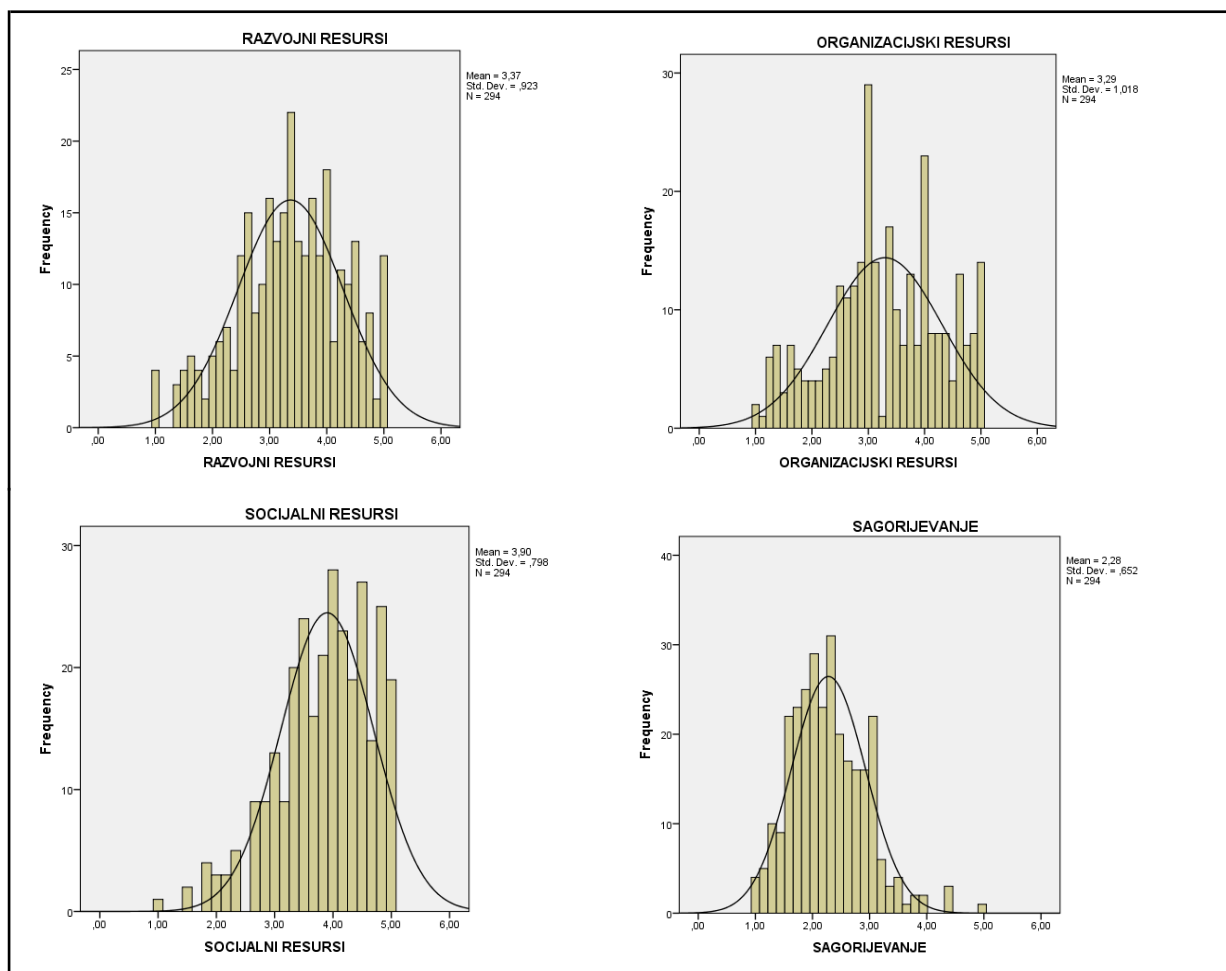 RAZVOJNI RESURSI
Mean = 3,37
Std. Dev. = ,923
N = 294
25
20
15
10
5
0
Frequency
,00 1,00 2,00 3,00 4,00 5,00 6,00
RAZVOJNI RESURSI
ORGANIZACIJSKI RESURSI
Mean = 3,29
Std. Dev. = 1,018
N = 294
30
20
10
0
Frequency
,00 1,00 2,00 3,00 4,00 5,00 6,00
ORGANIZACIJSKI RESURSI
SOCIJALNI RESURSI
Mean = 3,90
Std. Dev. = ,798
N = 294
30
20
10
0
Frequency
,00 1,00 2,00 3,00 4,00 5,00 6,00
SOCIJALNI RESURSI
SAGORIJEVANJE
Mean = 2,28
Std. Dev. = ,652
N = 294
40
30
20
10
0
Frequency
,00 1,00 2,00 3,00 4,00 5,00 6,00
SAGORIJEVANJE